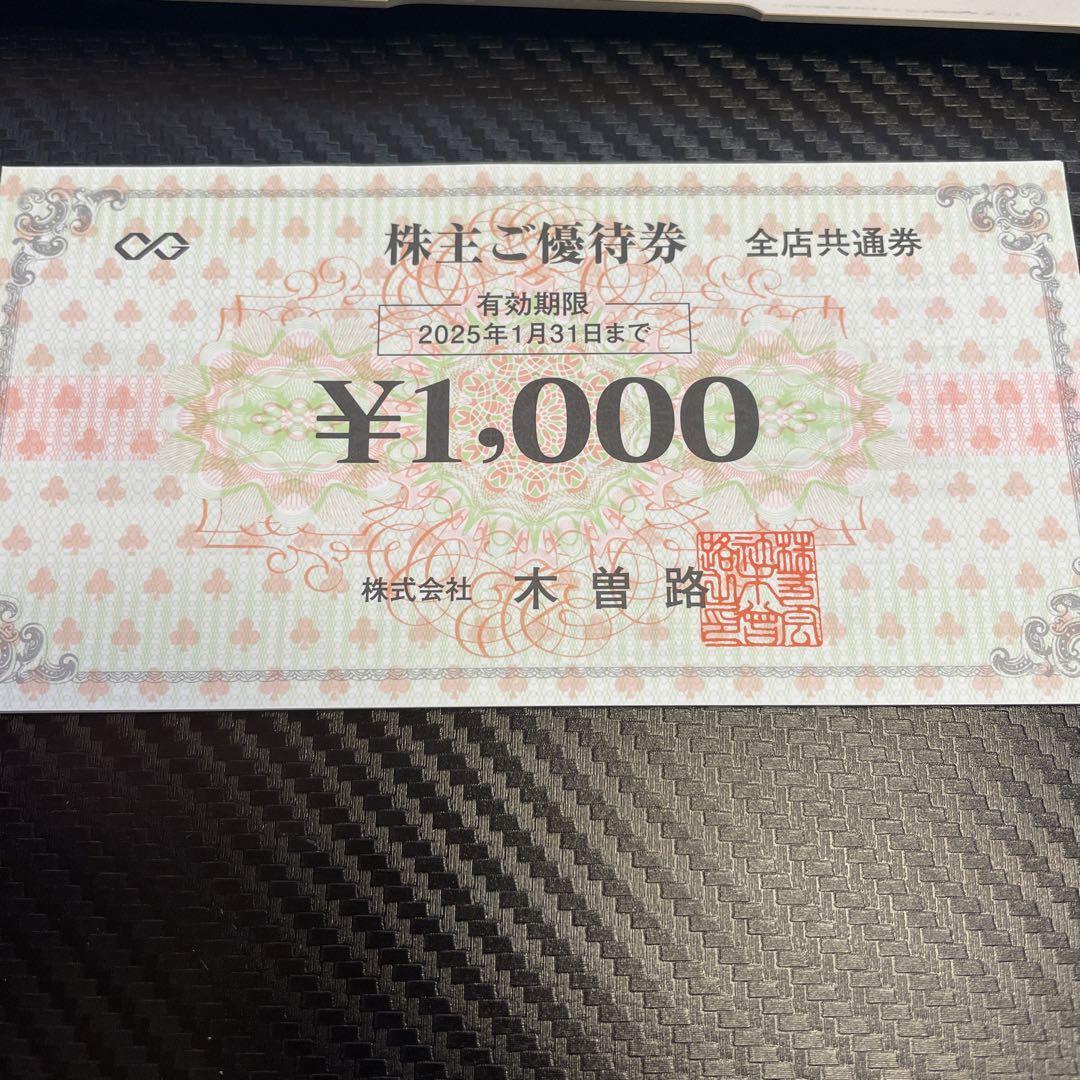 株主ご優待券 全店共通券
有効期限
2025年1月31日まで
¥1,000
株式会社 木曽路